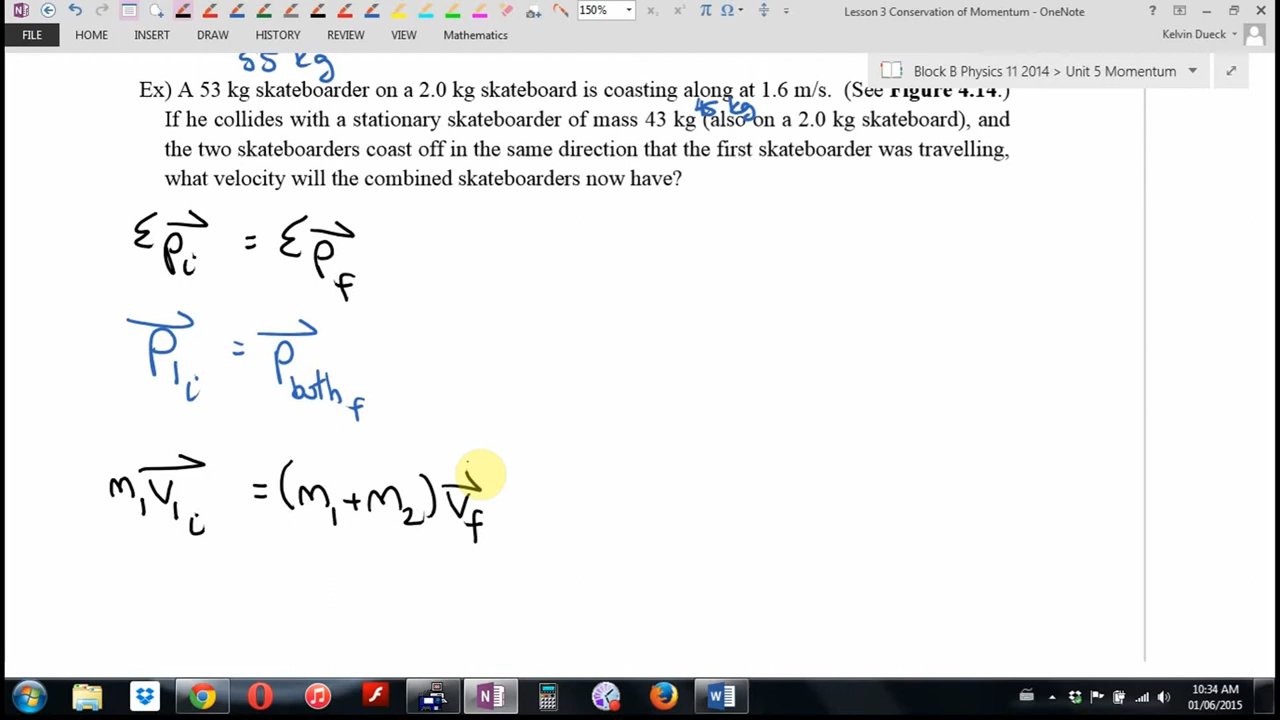 150%
Lesson 3 Conservation of Momentum - OneNote
FILE HOME INSERT DRAW HISTORY REVIEW VIEW Mathematics
Kelvin Dueck
Block B Physics 11 2014 > Unit 5 Momentum
55 kg
Ex) A 53 kg skateboarder on a 2.0 kg skateboard is coasting along at 1.6 m/s. (See Figure 4.14.)
45 kg
If he collides with a stationary skateboarder of mass 43 kg (also on a 2.0 kg skateboard), and
the two skateboarders coast off in the same direction that the first skateboarder was travelling,
what velocity will the combined skateboarders now have?
Σp⃗i = Σp⃗f
p⃗1i = p⃗both f
m1v⃗1i = (m1+m2)v⃗f
10:34 AM
01/06/2015